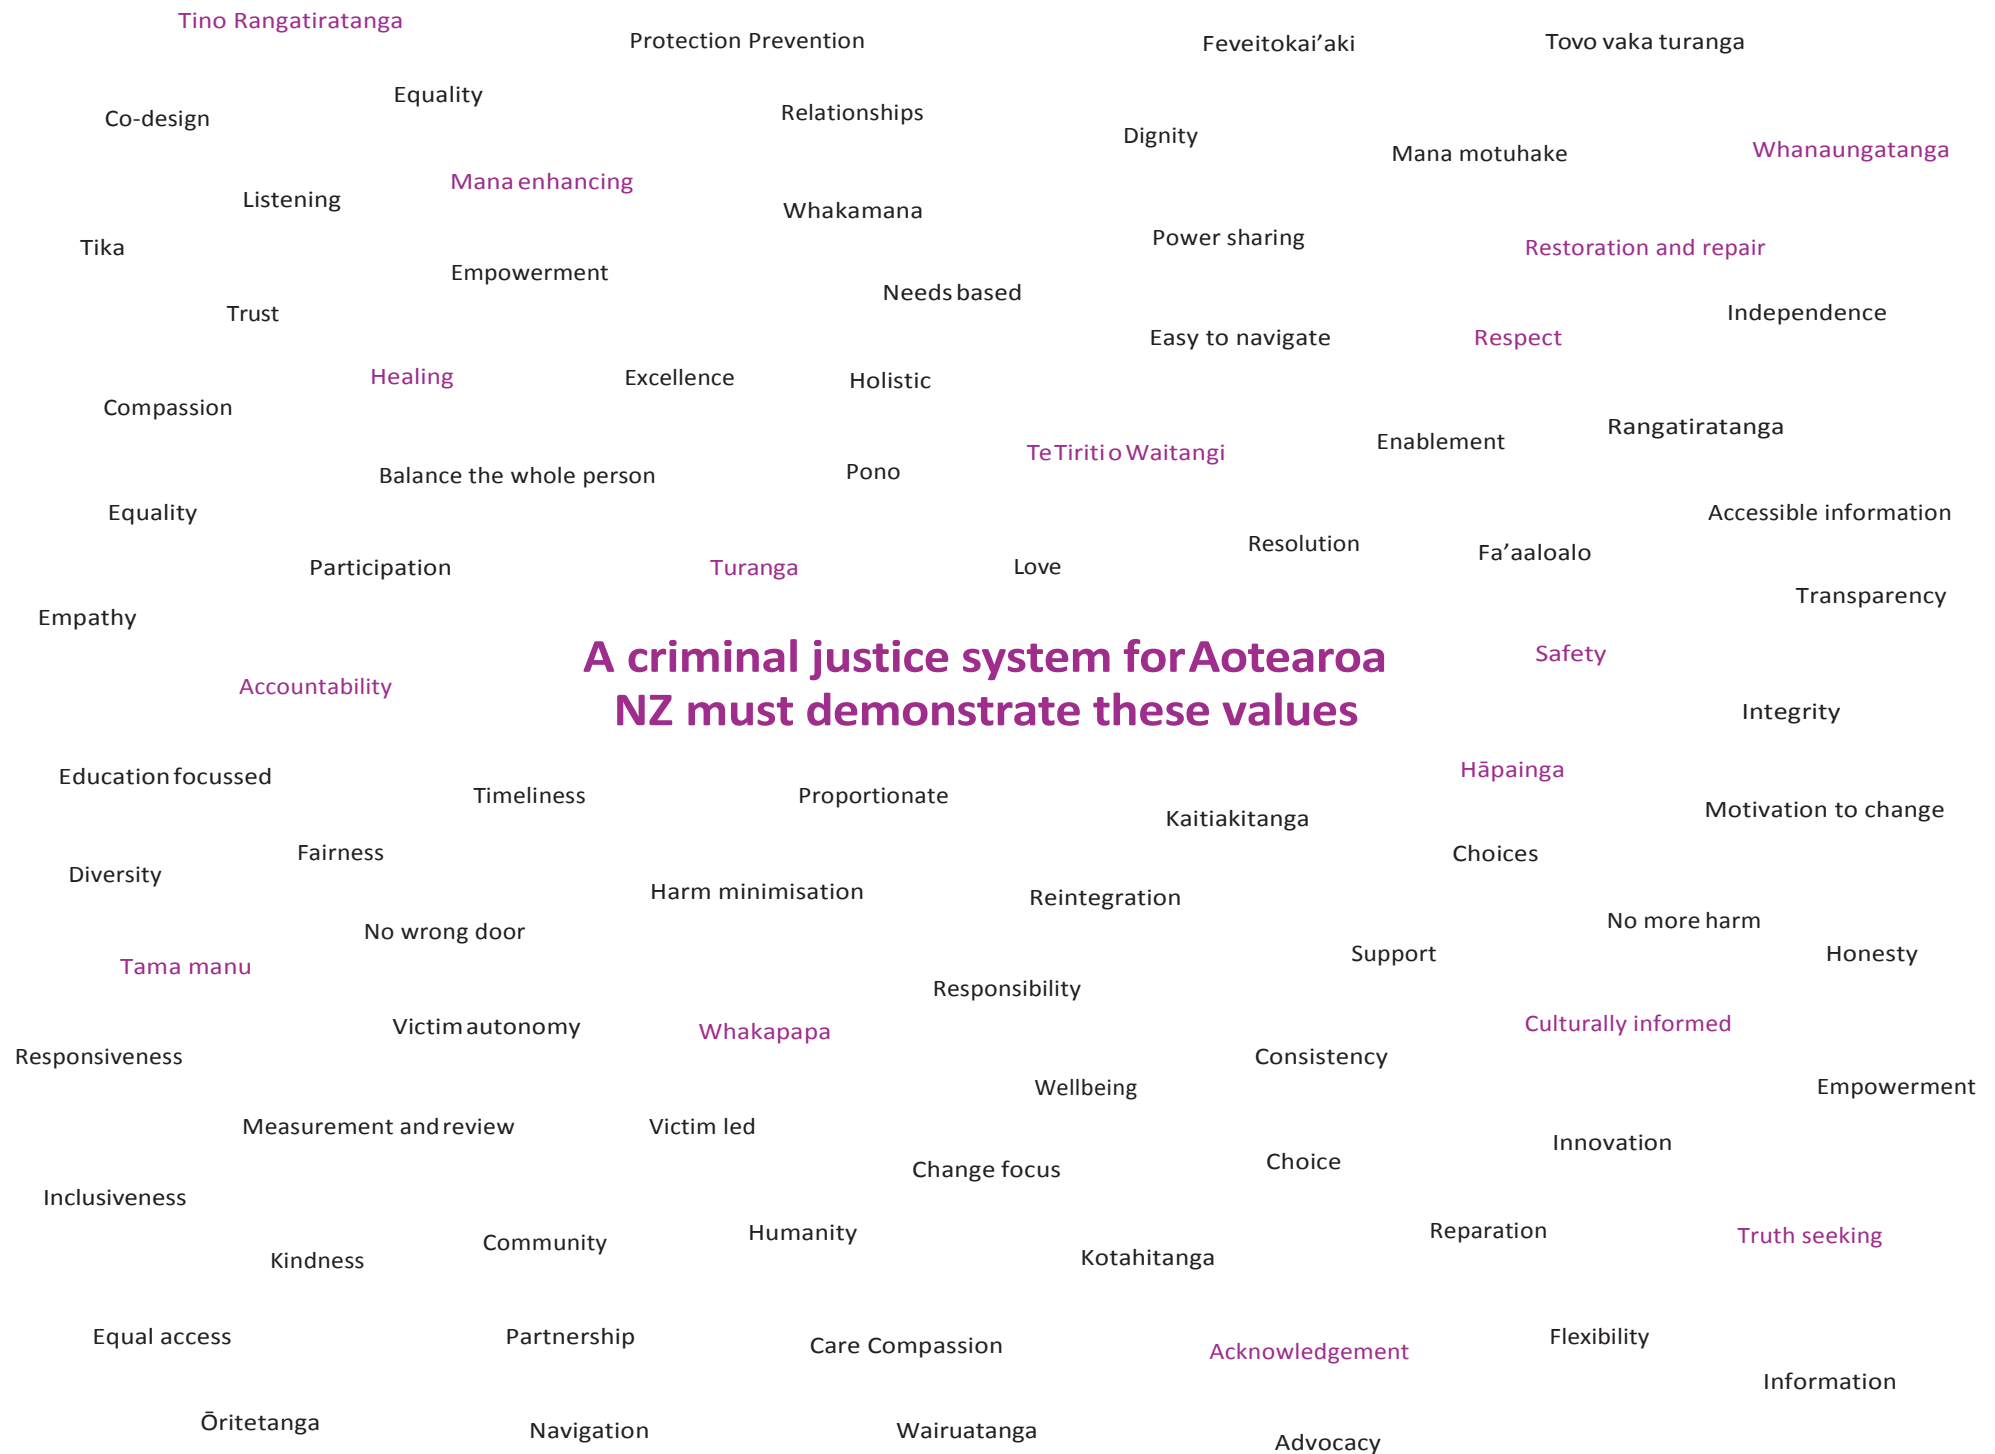 Tino Rangatiratanga
Protection Prevention
Feveitokai’aki
Tovo vaka turanga
Equality
Co-design
Relationships
Dignity
Mana motuhake
Whanaungatanga
Mana enhancing
Listening
Whakamana
Power sharing
Restoration and repair
Tika
Empowerment
Needs based
Trust
Independence
Easy to navigate
Respect
Healing
Excellence
Holistic
Compassion
Rangatiratanga
Enablement
Te Tiriti o Waitangi
Balance the whole person
Pono
Equality
Accessible information
Resolution
Fa’aaloalo
Participation
Turanga
Love
Transparency
Empathy
A criminal justice system for Aotearoa
NZ must demonstrate these values
Safety
Accountability
Integrity
Education focussed
Hāpainga
Timeliness
Proportionate
Motivation to change
Kaitiakitanga
Fairness
Choices
Diversity
Harm minimisation
Reintegration
No more harm
No wrong door
Support
Honesty
Tama manu
Responsibility
Victim autonomy
Whakapapa
Culturally informed
Responsiveness
Consistency
Wellbeing
Empowerment
Measurement and review
Victim led
Innovation
Change focus
Choice
Inclusiveness
Humanity
Reparation
Truth seeking
Community
Kindness
Kotahitanga
Equal access
Partnership
Care Compassion
Acknowledgement
Flexibility
Information
Ōritetanga
Navigation
Wairuatanga
Advocacy